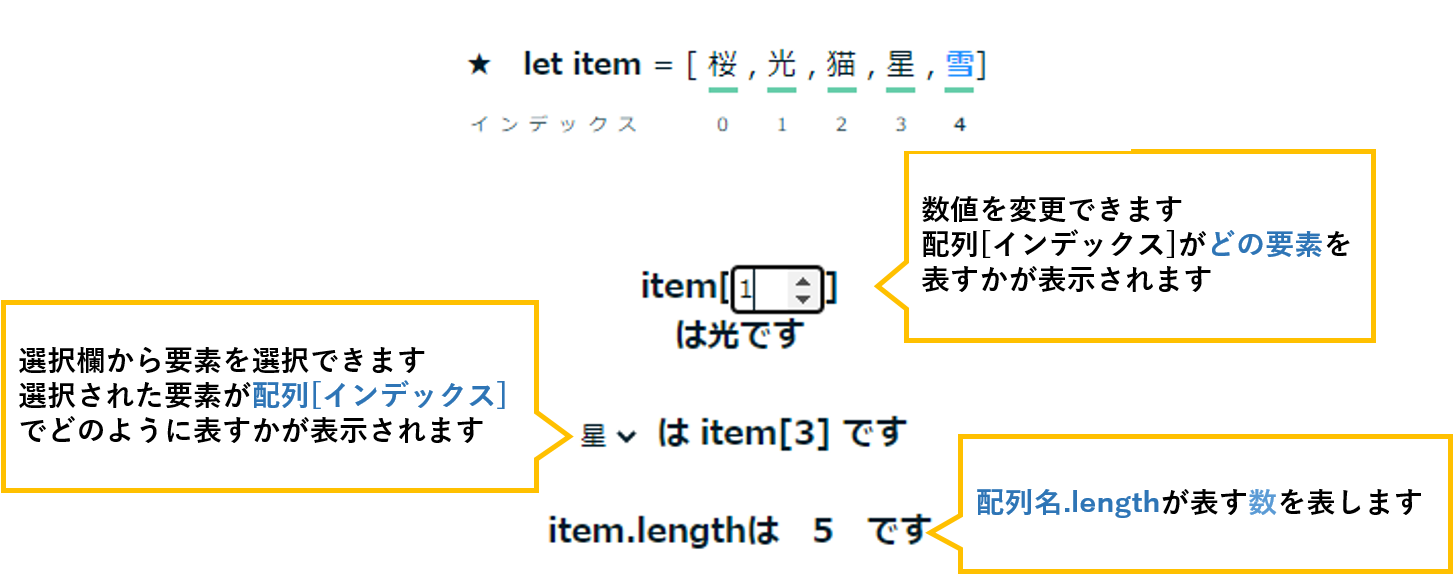 ★ let item = [ 桜 , 光 , 猫 , 星 , 雪 ]
インデックス 0 1 2 3 4
数値を変更できます
配列[インデックス]がどの要素を
表すかが表示されます
item[1]
は光です
選択欄から要素を選択できます
選択された要素が配列[インデックス]
でどのように表すかが表示されます
星 は item[3] です
配列名.lengthが表す数を表します
item.lengthは 5 です